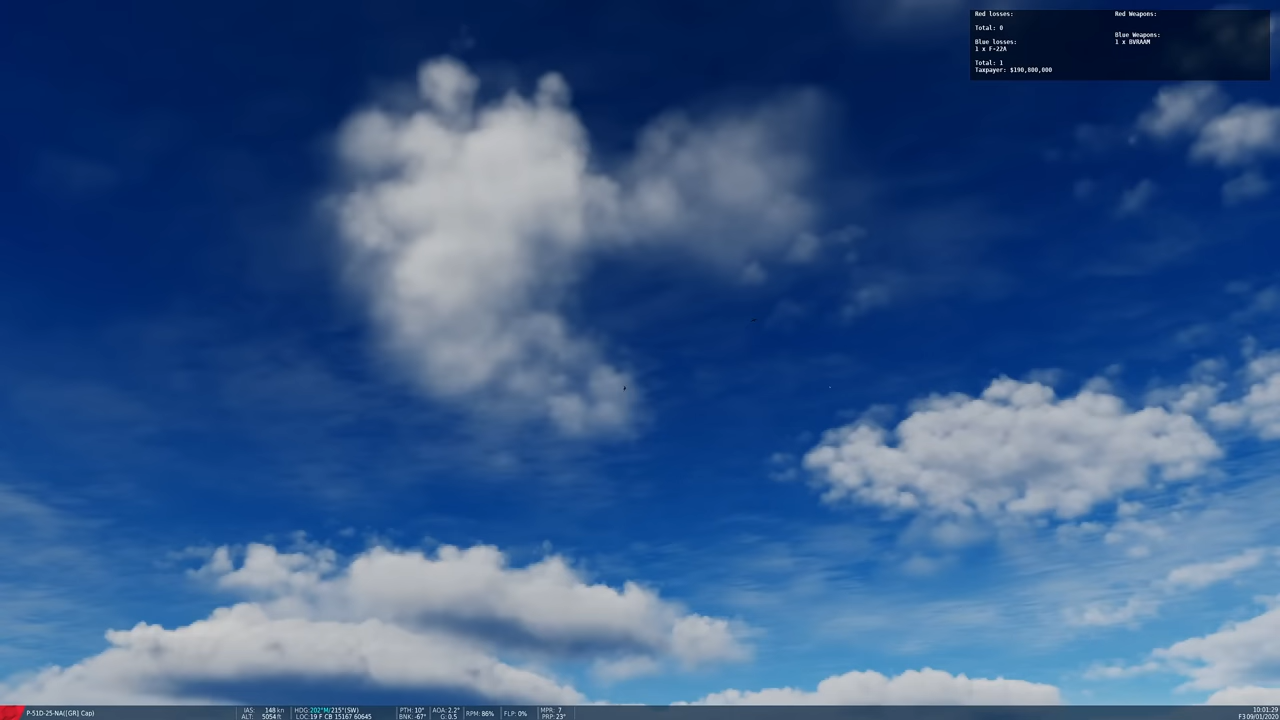 Red losses:
Total: 0
Blue losses:
1 x F-22A
Total: 1
Taxpayer: $190,800,000
Red Weapons:
Blue Weapons:
1 x BVRAAM
P-51D-25-NA([GR] Cap)
IAS: 148 kn
ALT: 5054 ft
HDG: 202°M/215°(SW)
LOC: 19 F CB 15167 60645
PTH: 10°
BNK: -67°
AOA: 2.2°
G: 0.5
RPM: 86%
FLP: 0%
MPR: 7
PRP: 23°
10:01:29